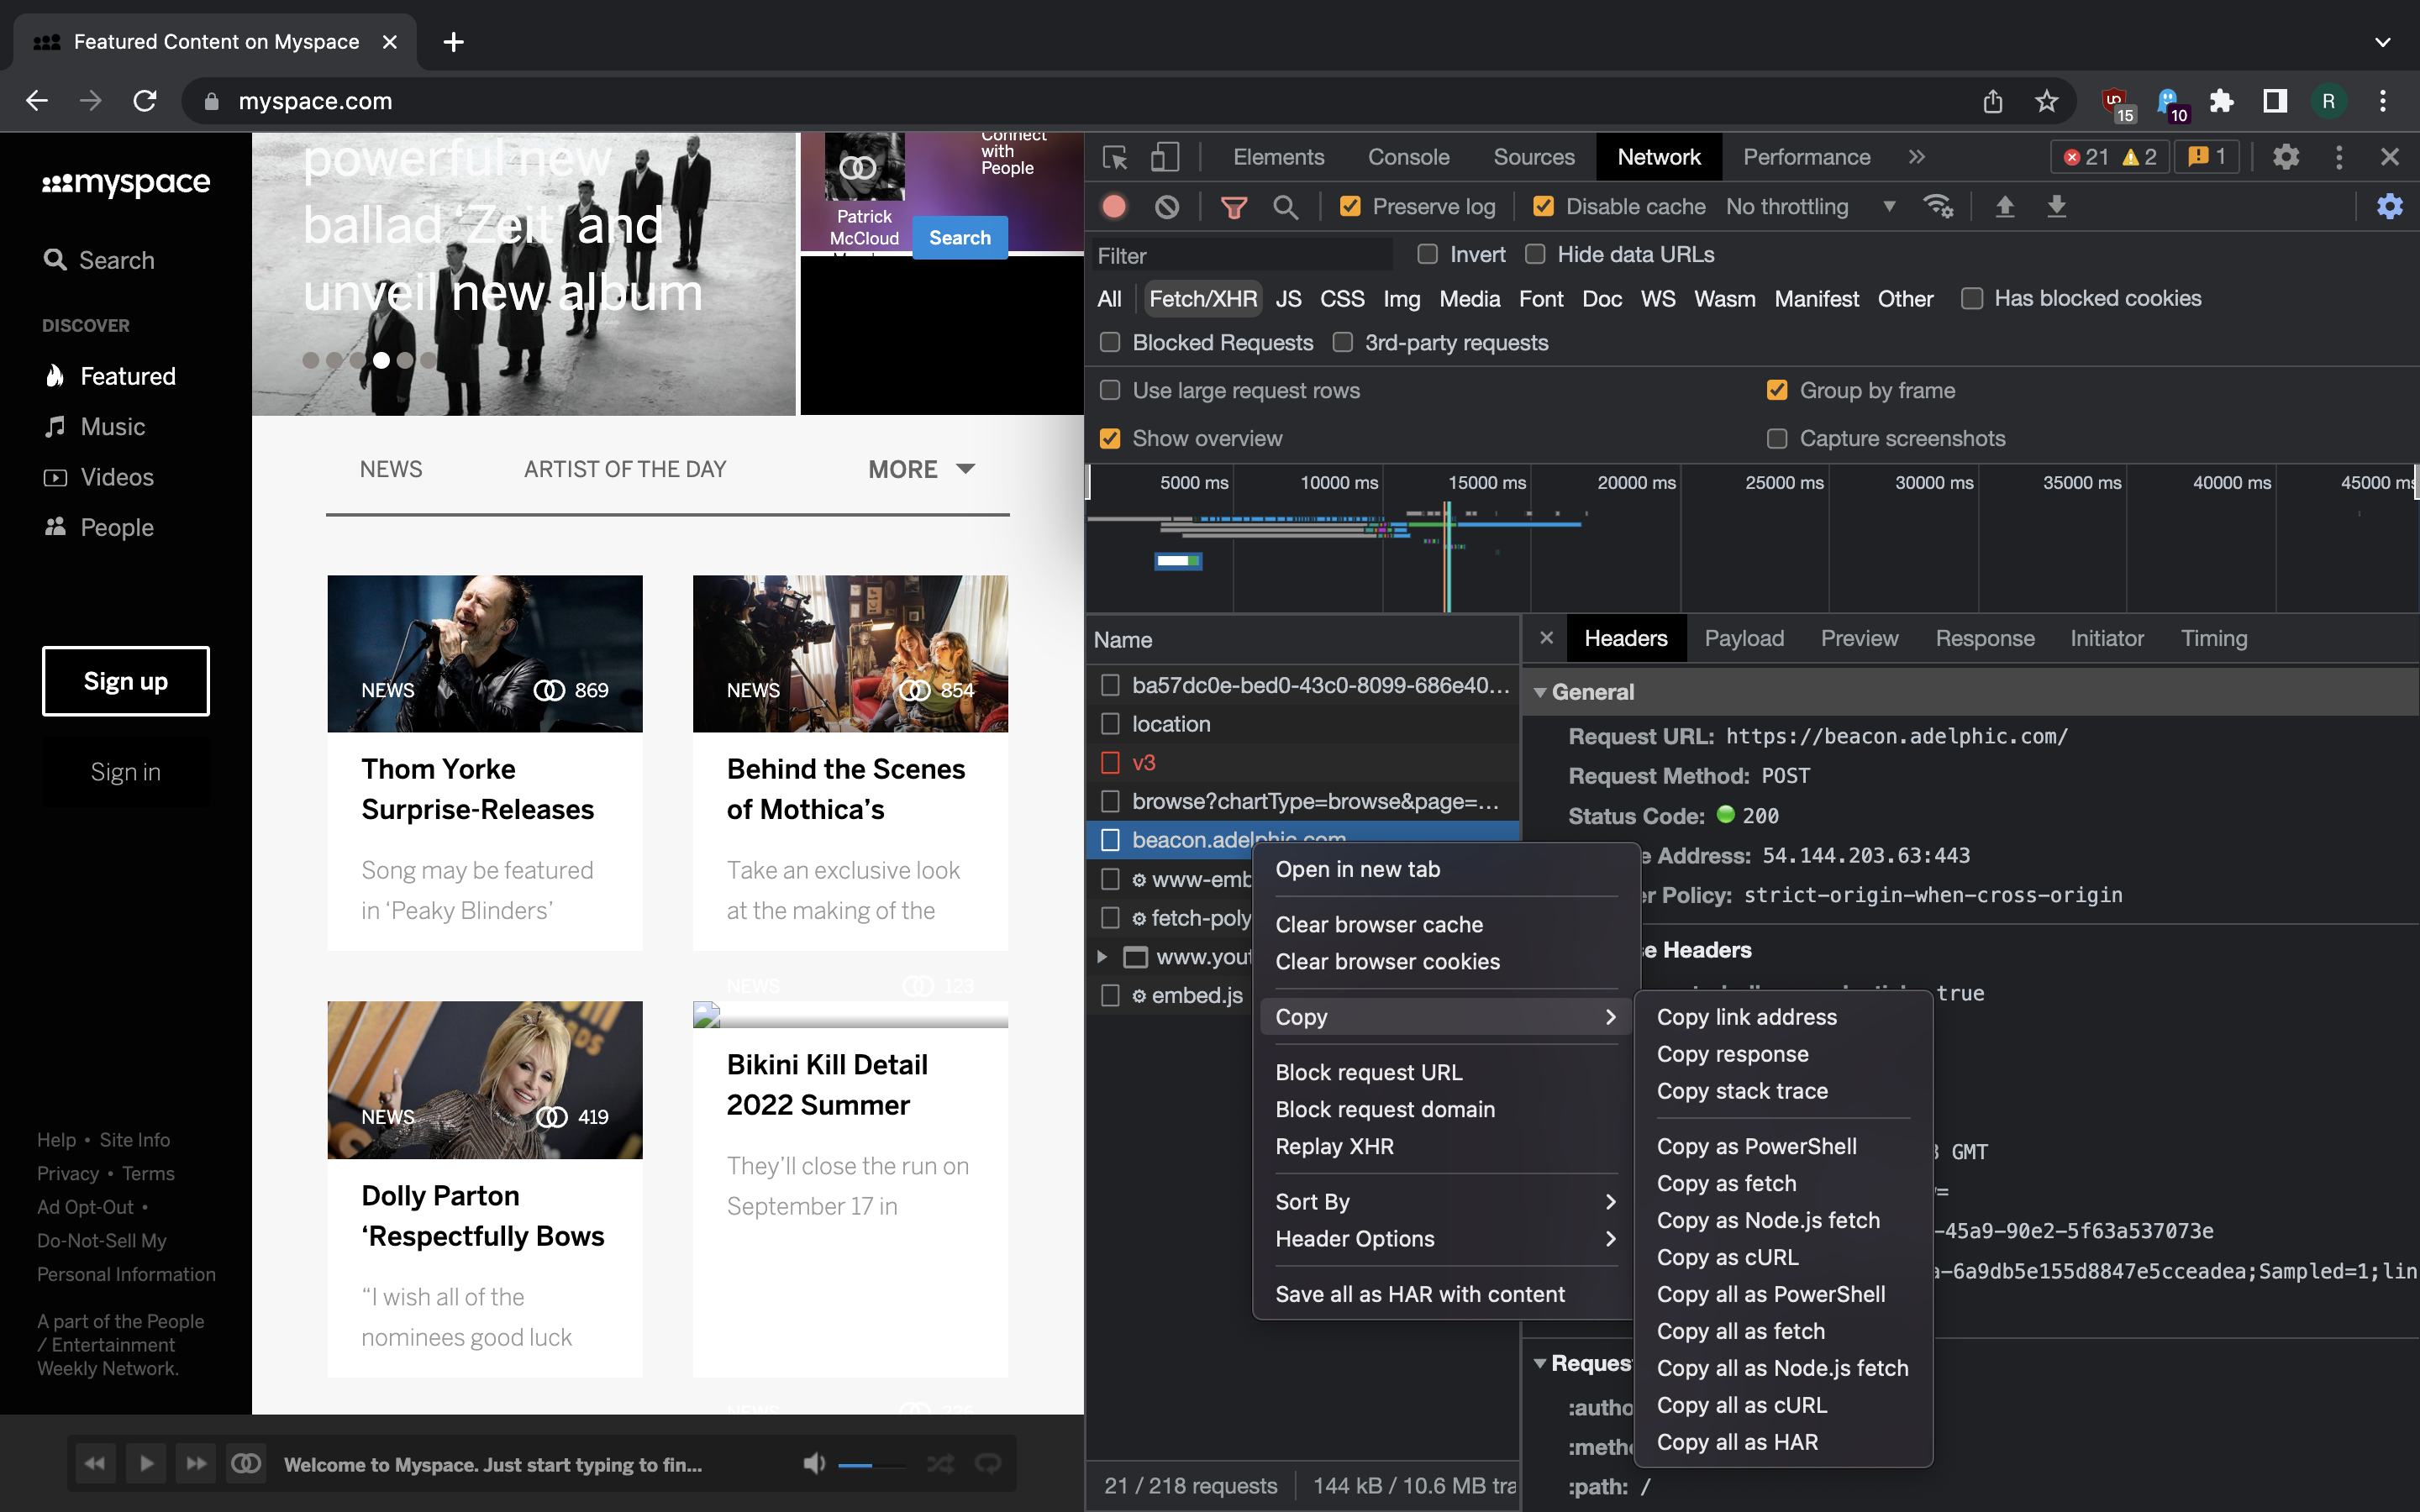 Featured Content on Myspace
myspace.com
15
10
R
myspace
Search
DISCOVER
Featured
Music
Videos
People
Sign up
Sign in
Help • Site Info
Privacy • Terms
Ad Opt-Out •
Do-Not-Sell My
Personal Information
A part of the People
/ Entertainment
Weekly Network.
powerful new
ballad ‘Zeit’ and
unveil new album
Connect
with
People
Patrick
McCloud
Search
NEWS
ARTIST OF THE DAY
MORE
NEWS
869
Thom Yorke
Surprise-Releases
Song may be featured
in ‘Peaky Blinders’
NEWS
854
Behind the Scenes
of Mothica’s
Take an exclusive look
at the making of the
NEWS
419
Dolly Parton
‘Respectfully Bows
“I wish all of the
nominees good luck
NEWS
123
Bikini Kill Detail
2022 Summer
They’ll close the run on
September 17 in
NEWS
Welcome to Myspace. Just start typing to fin...
Elements
Console
Sources
Network
Performance
21
2
1
Preserve log
Disable cache
No throttling
Filter
Invert
Hide data URLs
All
Fetch/XHR
JS
CSS
Img
Media
Font
Doc
WS
Wasm
Manifest
Other
Has blocked cookies
Blocked Requests
3rd-party requests
Use large request rows
Group by frame
Show overview
Capture screenshots
5000 ms
10000 ms
15000 ms
20000 ms
25000 ms
30000 ms
35000 ms
40000 ms
45000 ms
Name
ba57dc0e-bed0-43c0-8099-686e40...
location
v3
browse?chartType=browse&page=...
beacon.adelphic.com
www-emb
fetch-poly
www.yout
embed.js
21 / 218 requests
144 kB / 10.6 MB tra
Headers
Payload
Preview
Response
Initiator
Timing
General
Request URL: https://beacon.adelphic.com/
Request Method: POST
Status Code: 200
e Address: 54.144.203.63:443
er Policy: strict-origin-when-cross-origin
e Headers
true
GMT
=
-45a9-90e2-5f63a537073e
a-6a9db5e155d8847e5cceadea;Sampled=1;lin
Reques
:autho
:metho
:path: /
Open in new tab
Clear browser cache
Clear browser cookies
Copy
Block request URL
Block request domain
Replay XHR
Sort By
Header Options
Save all as HAR with content
Copy link address
Copy response
Copy stack trace
Copy as PowerShell
Copy as fetch
Copy as Node.js fetch
Copy as cURL
Copy all as PowerShell
Copy all as fetch
Copy all as Node.js fetch
Copy all as cURL
Copy all as HAR